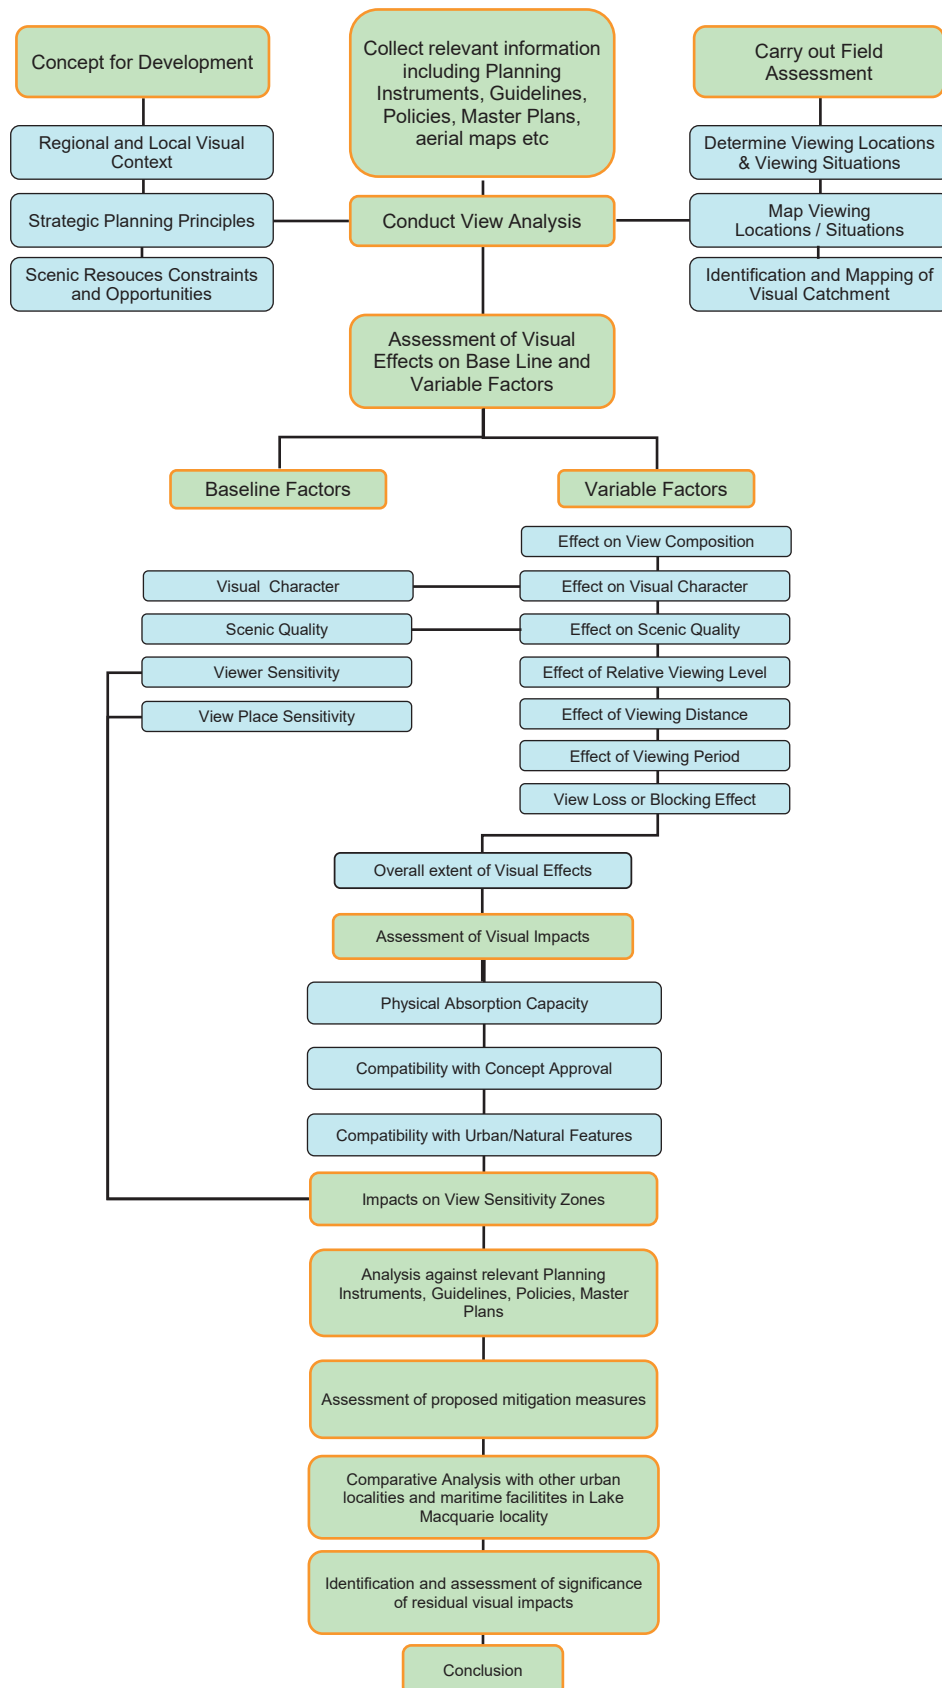 Concept for Development
Collect relevant information
including Planning
Instruments, Guidelines,
Policies, Master Plans,
aerial maps etc
Carry out Field
Assessment
Regional and Local Visual
Context
Determine Viewing Locations
& Viewing Situations
Strategic Planning Principles
Conduct View Analysis
Map Viewing
Locations / Situations
Scenic Resouces Constraints
and Opportunities
Identification and Mapping of
Visual Catchment
Assessment of Visual
Effects on Base Line and
Variable Factors
Baseline Factors
Variable Factors
Effect on View Composition
Visual Character
Effect on Visual Character
Scenic Quality
Effect on Scenic Quality
Viewer Sensitivity
Effect of Relative Viewing Level
View Place Sensitivity
Effect of Viewing Distance
Effect of Viewing Period
View Loss or Blocking Effect
Overall extent of Visual Effects
Assessment of Visual Impacts
Physical Absorption Capacity
Compatibility with Concept Approval
Compatibility with Urban/Natural Features
Impacts on View Sensitivity Zones
Analysis against relevant Planning
Instruments, Guidelines, Policies, Master
Plans
Assessment of proposed mitigation measures
Comparative Analysis with other urban
localities and maritime facilitites in Lake
Macquarie locality
Identification and assessment of significance
of residual visual impacts
Conclusion